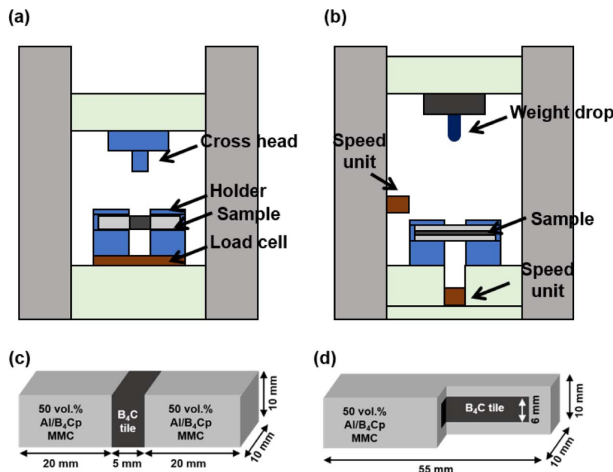 (a)
Cross head
Holder
Sample
Load cell
(b)
Weight drop
Speed
unit
Sample
Speed
unit
(c)
50 vol.%
Al/B₄Cp
MMC
B₄C
tile
50 vol.%
Al/B₄Cp
MMC
10 mm
10 mm
20 mm
5 mm
20 mm
(d)
50 vol.%
Al/B₄Cp
MMC
B₄C
tile
6 mm
10 mm
10 mm
55 mm